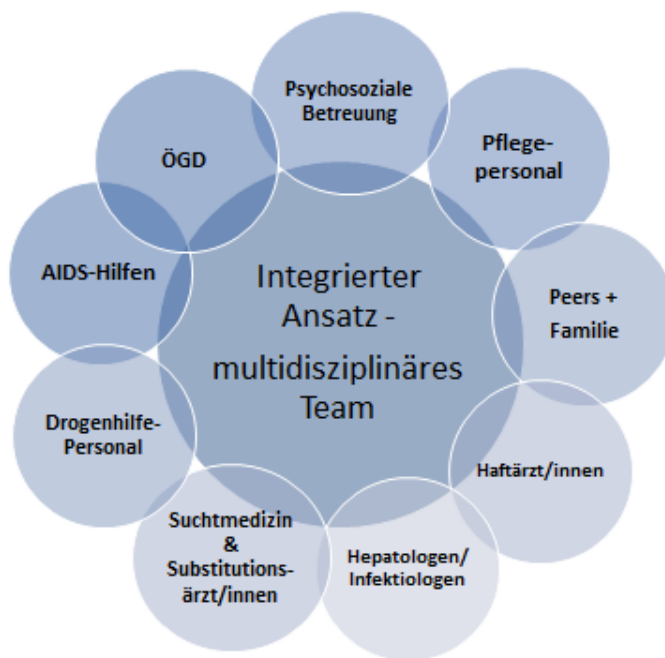 Integrierter
Ansatz -
multidisziplinäres
Team
Psychosoziale
Betreuung
Pflege-
personal
Peers +
Familie
Haftärzt/innen
Hepatologen/
Infektiologen
Suchtmedizin
&
Substitutions-
ärzt/innen
Drogenhilfe-
Personal
AIDS-Hilfen
ÖGD